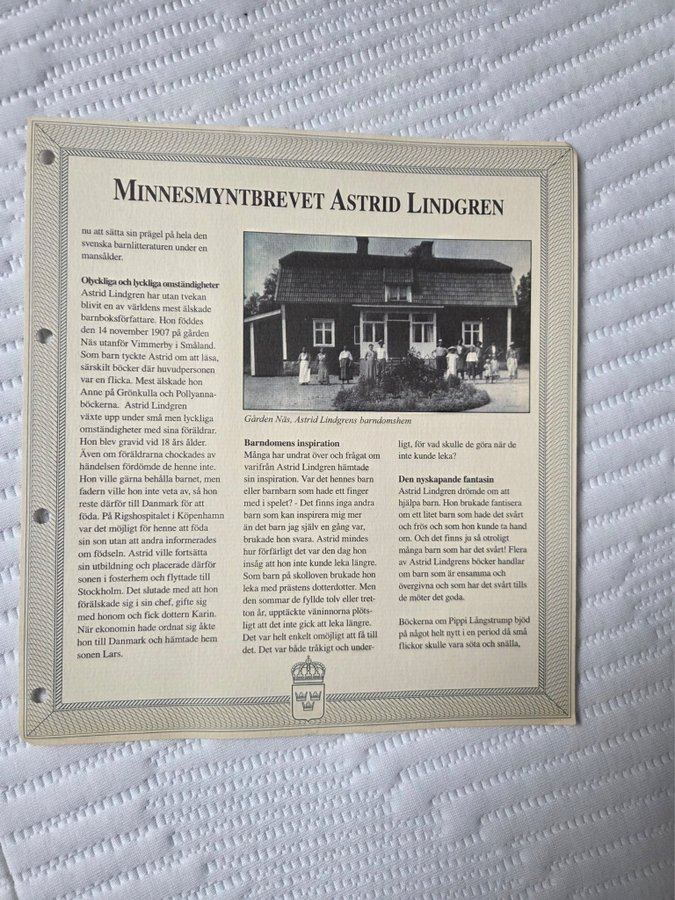 MINNESMYNTBREVET ASTRID LINDGREN
nu att sätta sin prägel på hela den
svenska barnlitteraturen under en
mansålder.
Olyckliga och lyckliga omständigheter
Astrid Lindgren har utan tvekan
blivit en av världens mest älskade
barnboksförfattare. Hon föddes
den 14 november 1907 på gården
Näs utanför Vimmerby i Småland.
Som barn tyckte Astrid om att läsa,
särskilt böcker där huvudpersonen
var en flicka. Mest älskade hon
Anne på Grönkulla och Pollyanna-
böckerna. Astrid Lindgren
växte upp under små men lyckliga
omständigheter med sina föräldrar.
Hon blev gravid vid 18 års ålder.
Även om föräldrarna chockades av
händelsen fördömde de henne inte.
Hon ville gärna behålla barnet, men
fadern ville hon inte veta av, så hon
reste därför till Danmark för att
föda. På Rigshospitalet i Köpenhamn
var det möjligt för henne att föda
sin son utan att andra informerades
om födseln. Astrid ville fortsätta
sin utbildning och placerade därför
sonen i fosterhem och flyttade till
Stockholm. Det slutade med att hon
förälskade sig i sin chef, gifte sig
med honom och fick dottern Karin.
När ekonomin hade ordnat sig åkte
hon till Danmark och hämtade hem
sonen Lars.
Gården Näs, Astrid Lindgrens barndomshem
Barndomens inspiration
Många har undrat över och frågat om
varifrån Astrid Lindgren hämtade
sin inspiration. Var det hennes barn
eller barnbarn som hade ett finger
med i spelet? - Det finns inga andra
barn som kan inspirera mig mer
än det barn jag själv en gång var,
brukade hon svara. Astrid mindes
hur förfärligt det var den dag hon
insåg att hon inte kunde leka längre.
Som barn på skolloven brukade hon
leka med prästens dotterdotter. Men
den sommar de fyllde tolv eller tret-
ton år, upptäckte väninnorna plöts-
ligt att det inte gick att leka längre.
Det var helt enkelt omöjligt att få till
det. Det var både tråkigt och under-
ligt, för vad skulle de göra när de
inte kunde leka?
Den nyskapande fantasin
Astrid Lindgren drömde om att
hjälpa barn. Hon brukade fantisera
om ett litet barn som hade det svårt
och frös och som hon kunde ta hand
om. Och det finns ju så otroligt
många barn som har det svårt! Flera
av Astrid Lindgrens böcker handlar
om barn som är ensamma och
övergivna och som har det svårt tills
de möter det goda.
Böckerna om Pippi Långstrump bjöd
på något helt nytt i en period då små
flickor skulle vara söta och snälla,